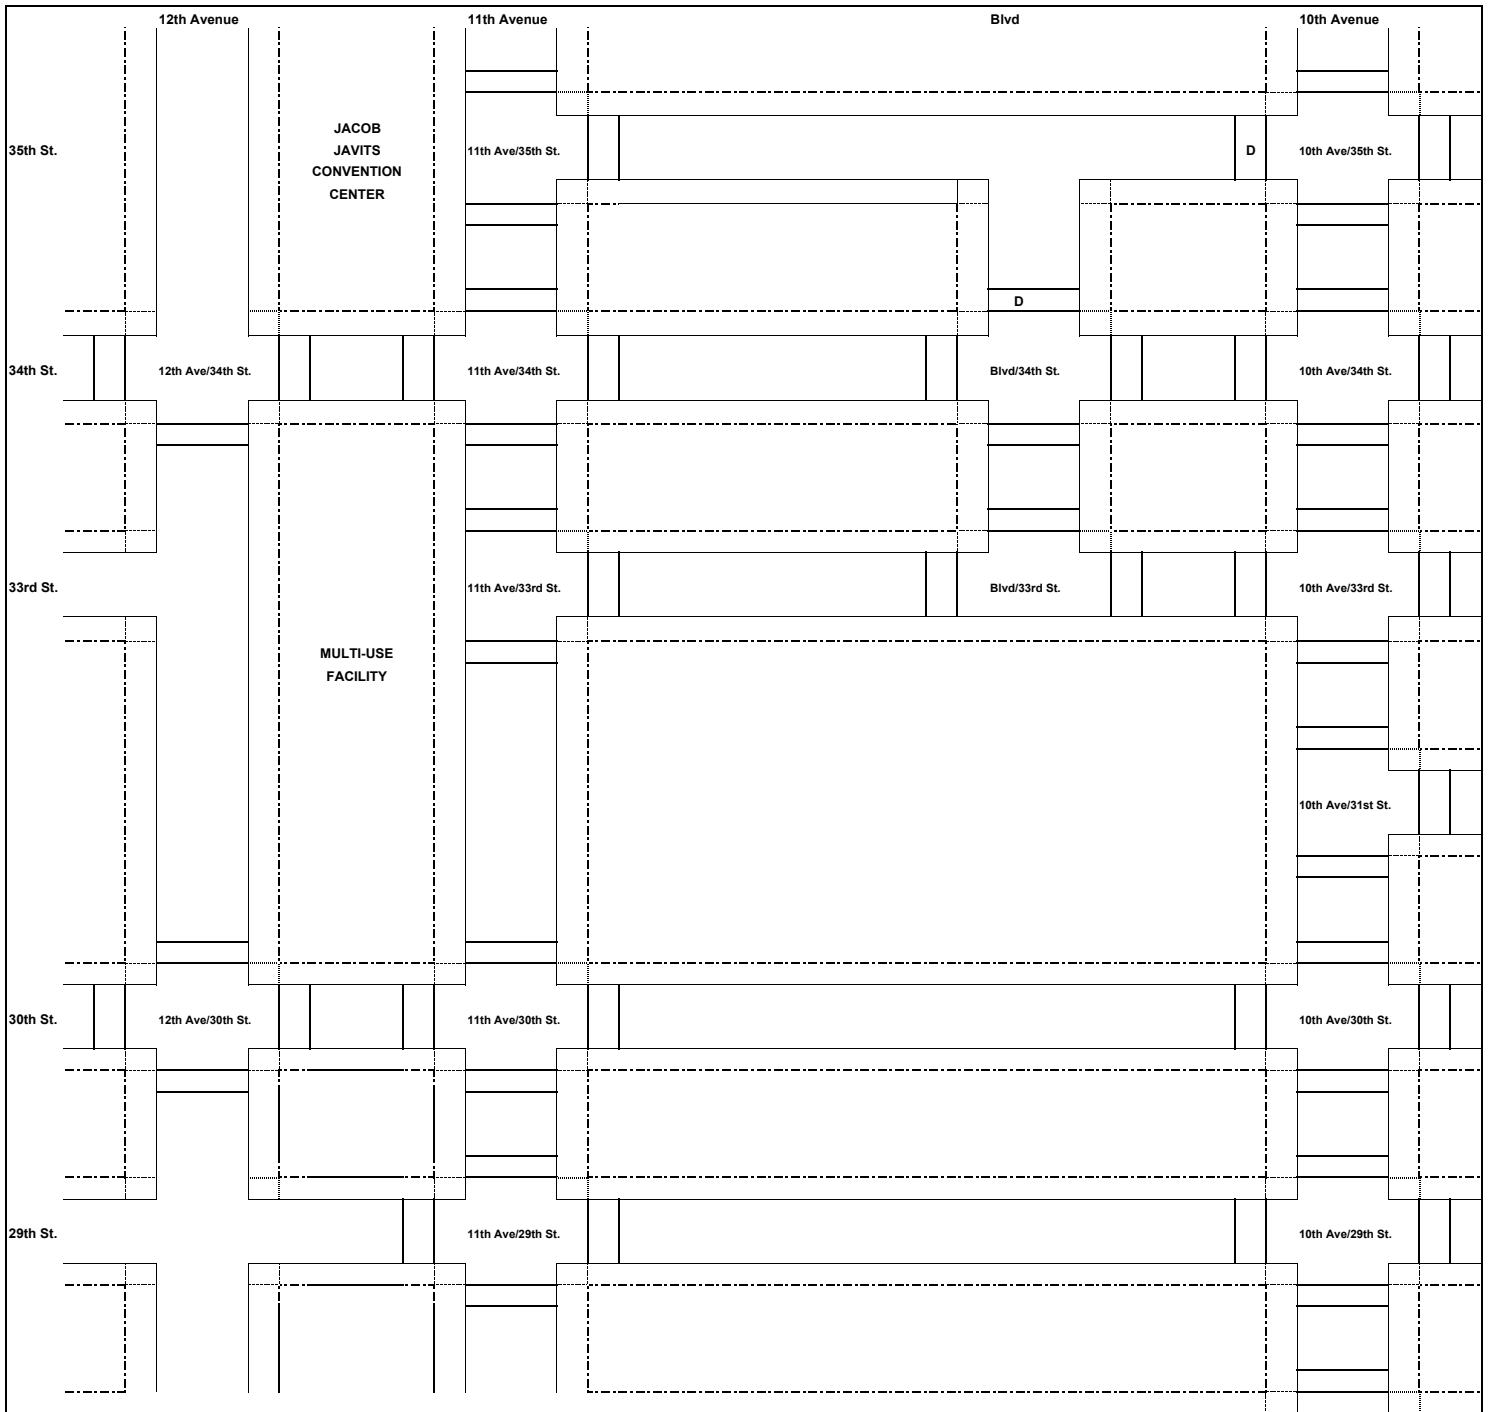 12th Avenue 11th Avenue Blvd 10th Avenue
JACOB
35th St. JAVITS 11th Ave/35th St. D 10th Ave/35th St.
CONVENTION
CENTER
D
34th St. 12th Ave/34th St. 11th Ave/34th St. Blvd/34th St. 10th Ave/34th St.
33rd St. 11th Ave/33rd St. Blvd/33rd St. 10th Ave/33rd St.
MULTI-USE
FACILITY
10th Ave/31st St.
30th St. 12th Ave/30th St. 11th Ave/30th St. 10th Ave/30th St.
29th St. 11th Ave/29th St. 10th Ave/29th St.